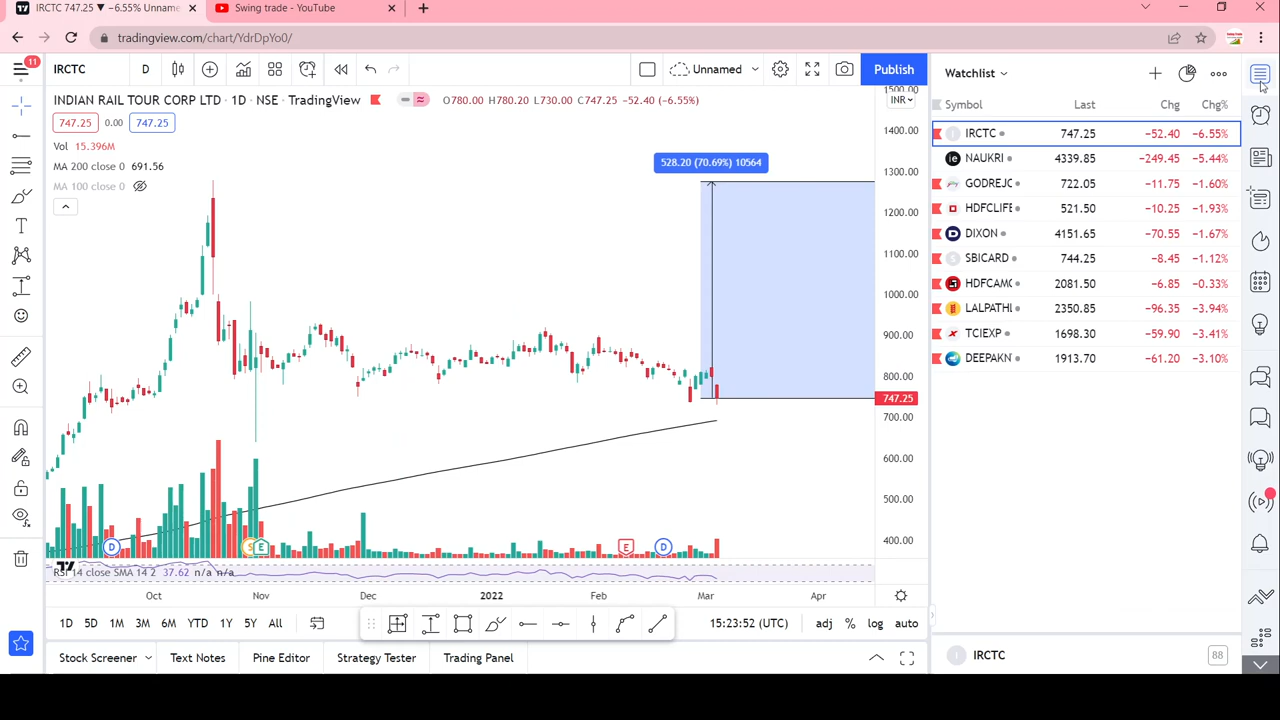 IRCTC 747.25 ▼ −6.55% Unname
Swing trade - YouTube
tradingview.com/chart/YdrDpYo0/
11
IRCTC
D
Unnamed
Publish
Watchlist
INDIAN RAIL TOUR CORP LTD · 1D · NSE · TradingView
O780.00 H780.20 L730.00 C747.25 −52.40 (−6.55%)
747.25 0.00 747.25
Vol 15.396M
MA 200 close 0 691.56
MA 100 close 0
528.20 (70.69%) 10564
INR
1500.00
1400.00
1300.00
1200.00
1100.00
1000.00
900.00
800.00
747.25
700.00
600.00
500.00
400.00
Symbol Last Chg Chg%
IRCTC 747.25 −52.40 −6.55%
NAUKRI 4339.85 −249.45 −5.44%
GODREJC 722.05 −11.75 −1.60%
HDFCLIFE 521.50 −10.25 −1.93%
DIXON 4151.65 −70.55 −1.67%
SBICARD 744.25 −8.45 −1.12%
HDFCAMC 2081.50 −6.85 −0.33%
LALPATHL 2350.85 −96.35 −3.94%
TCIEXP 1698.30 −59.90 −3.41%
DEEPAKN 1913.70 −61.20 −3.10%
D S E E D
RSI 14 close SMA 14 2 37.62 n/a n/a
Oct Nov Dec 2022 Feb Mar Apr
1D 5D 1M 3M 6M YTD 1Y 5Y All
15:23:52 (UTC) adj % log auto
Stock Screener Text Notes Pine Editor Strategy Tester Trading Panel
I IRCTC 88